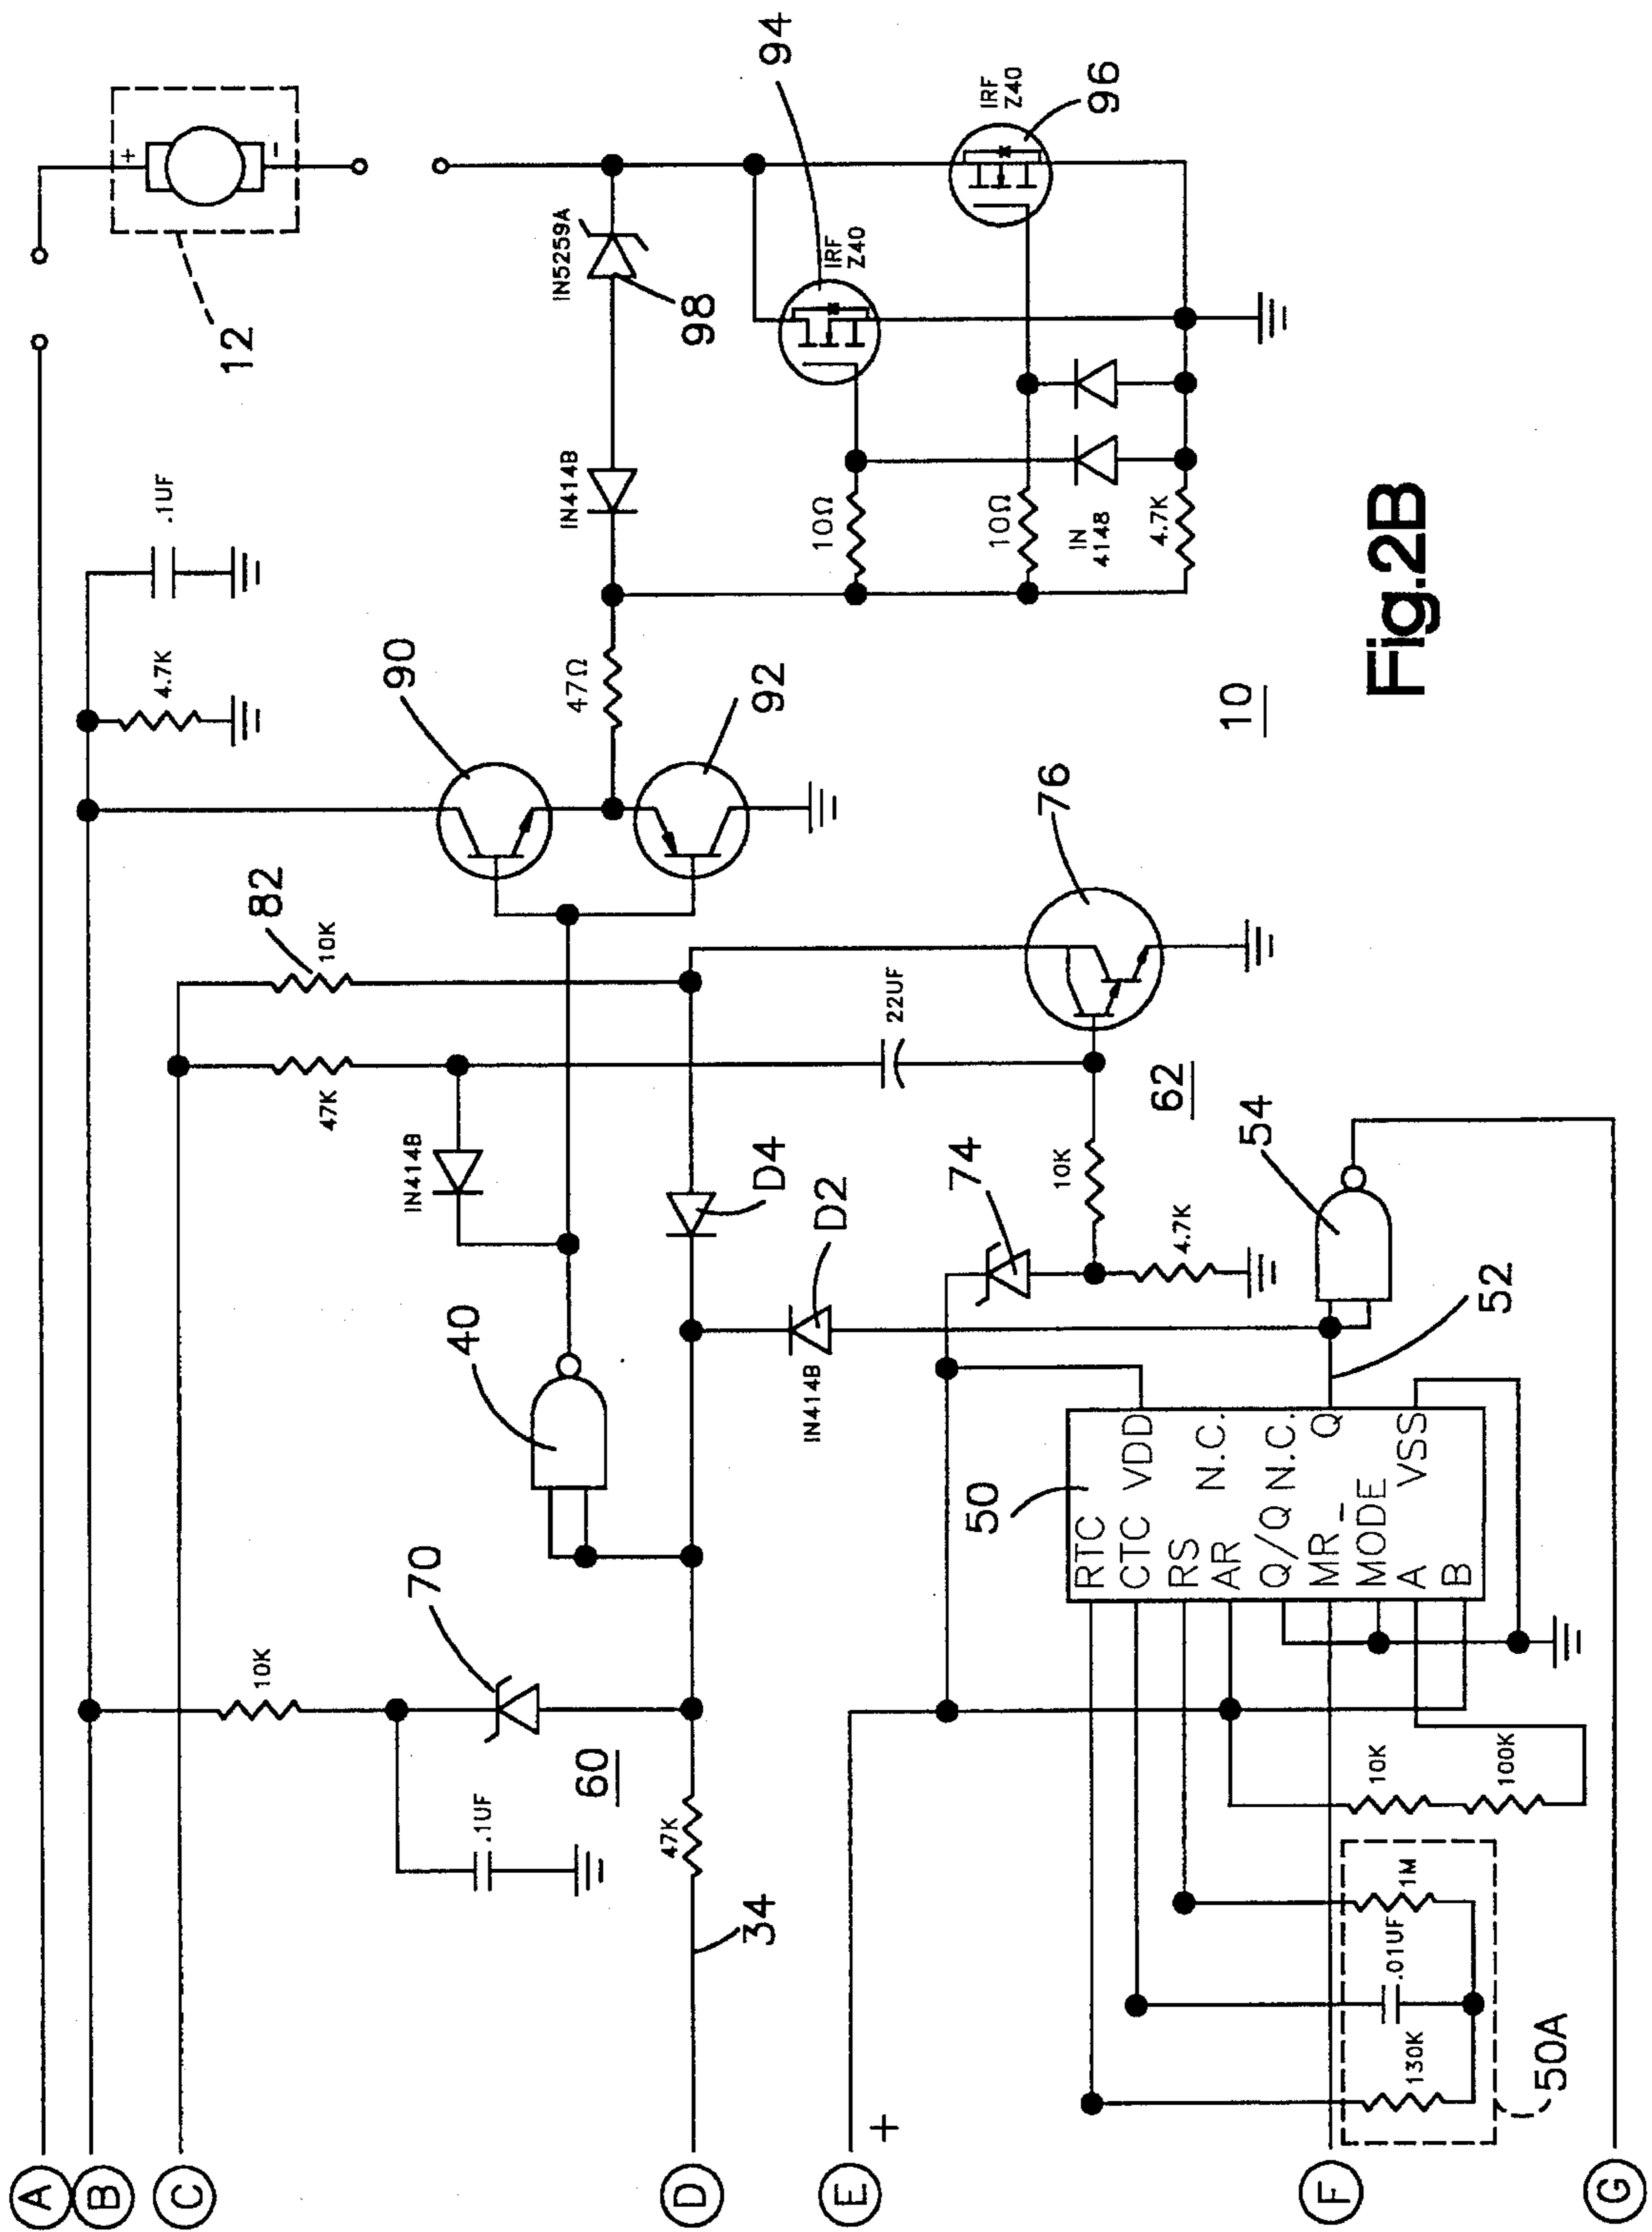 A
B
C
D
E
F
G
+
12
+
-
.1UF
4.7K
90
92
47Ω
IN5259A
98
IN414B
94
IRF
Z40
IRF
Z40
96
10Ω
10Ω
IN
4148
4.7K
82
10K
47K
IN414B
22UF
76
62
40
D4
D2
IN414B
74
10K
4.7K
54
52
70
10K
60
.1UF
47K
34
50
RTC
CTC VDD
RS
AR N.C.
Q/Q N.C.
MR Q
MODE
A VSS
B
10K
100K
1M
.01UF
130K
50A
10
Fig.2B